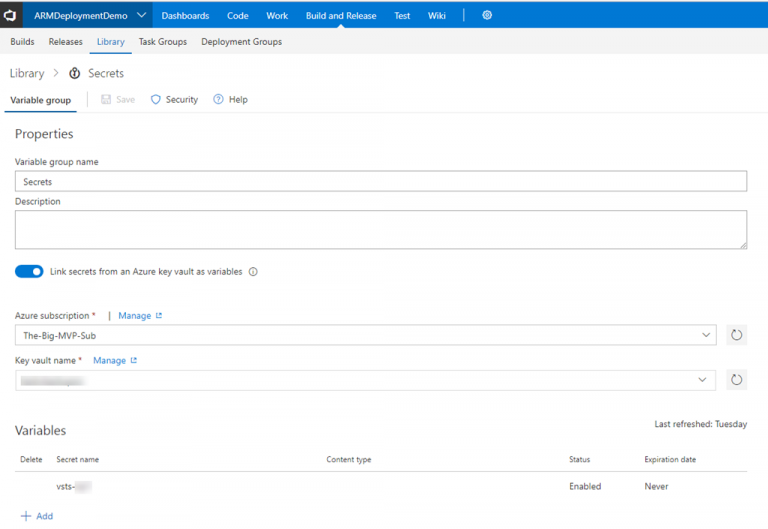 ARMDeploymentDemo Dashboards Code Work Build and Release Test Wiki
Builds Releases Library Task Groups Deployment Groups
Library > Secrets
Variable group Save Security Help
Properties
Variable group name
Secrets
Description
Link secrets from an Azure key vault as variables
Azure subscription * | Manage
The-Big-MVP-Sub
Key vault name * Manage
Last refreshed: Tuesday
Variables
Delete Secret name Content type Status Expiration date
vsts- Enabled Never
+ Add